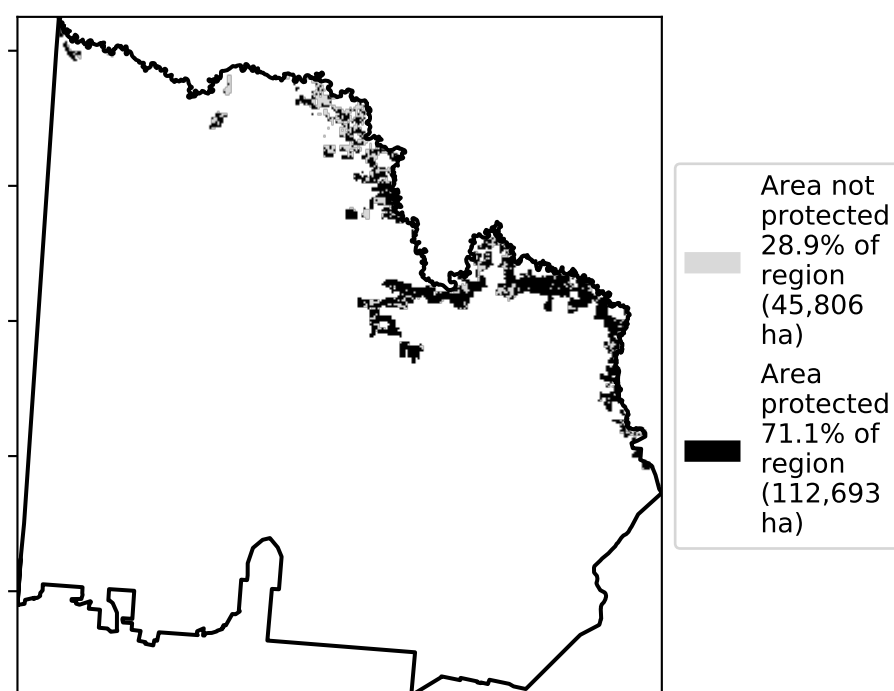 Area not
protected
28.9% of
region
(45,806
ha)
Area
protected
71.1% of
region
(112,693
ha)